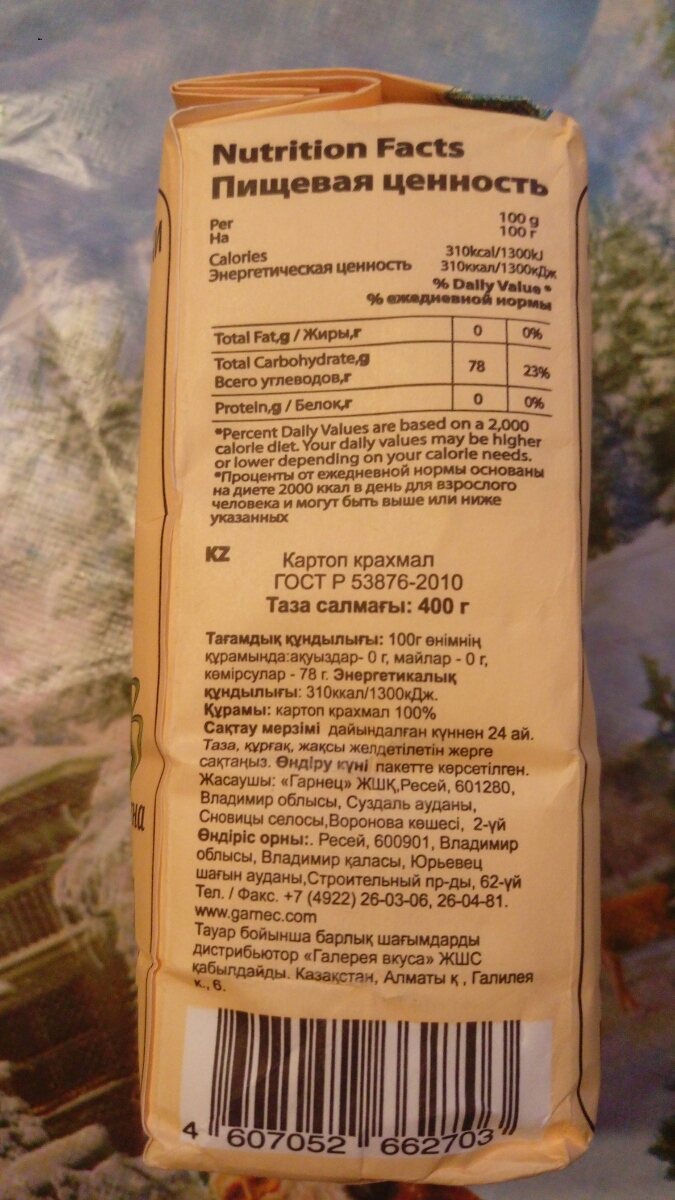 Nutrition Facts
Пищевая ценность
Per 100 g
На 100 г
Calories 310kcal/1300kJ
Энергетическая ценность 310ккал/1300кДж
% Daily Value*
% ежедневной нормы
Total Fat,g / Жиры,г 0 0%
Total Carbohydrate,g
Всего углеводов,г 78 23%
Protein,g / Белок,г 0 0%
*Percent Daily Values are based on a 2,000
calorie diet. Your daily values may be higher
or lower depending on your calorie needs.
*Проценты от ежедневной нормы основаны
на диете 2000 ккал в день для взрослого
человека и могут быть выше или ниже
указанных
KZ Картоп крахмал
ГОСТ Р 53876-2010
Таза салмағы: 400 г
Тағамдық құндылығы: 100г өнімнің
құрамында:ақуыздар- 0 г, майлар - 0 г,
көмірсулар - 78 г. Энергетикалық
құндылығы: 310ккал/1300кДж.
Құрамы: картоп крахмал 100%
Сақтау мерзімі дайындалған күннен 24 ай.
Таза, құрғақ, жақсы желдетілетін жерге
сақтаңыз. Өндіру күні пакетте көрсетілген.
Жасаушы: «Гарнец» ЖШҚ,Ресей, 601280,
Владимир облысы, Суздаль ауданы,
Сновицы селосы,Воронова көшесі, 2-үй
Өндіріс орны:. Ресей, 600901, Владимир
облысы, Владимир қаласы, Юрьевец
шағын ауданы,Строительный пр-ды, 62-үй
Тел. / Факс. +7 (4922) 26-03-06, 26-04-81.
www.garnec.com
Тауар бойынша барлық шағымдарды
дистрибьютор «Галерея вкуса» ЖШС
қабылдайды. Казақстан, Алматы қ , Галилея
к., 6.
4 607052 662703